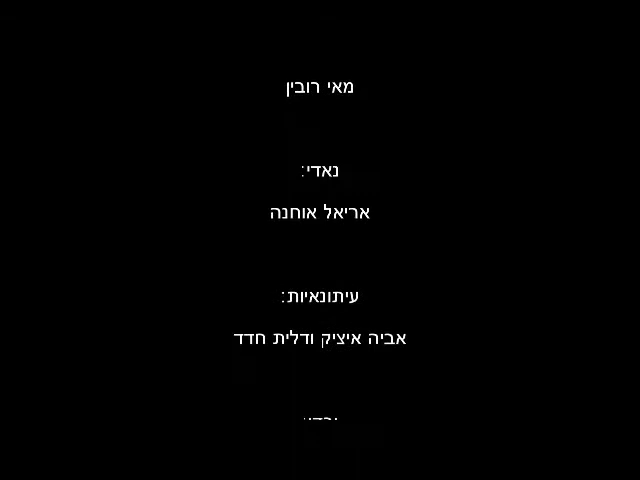 מאי רובין
נאדי:
אריאל אוחנה
עיתונאיות:
אביה איציק ודלית חדד